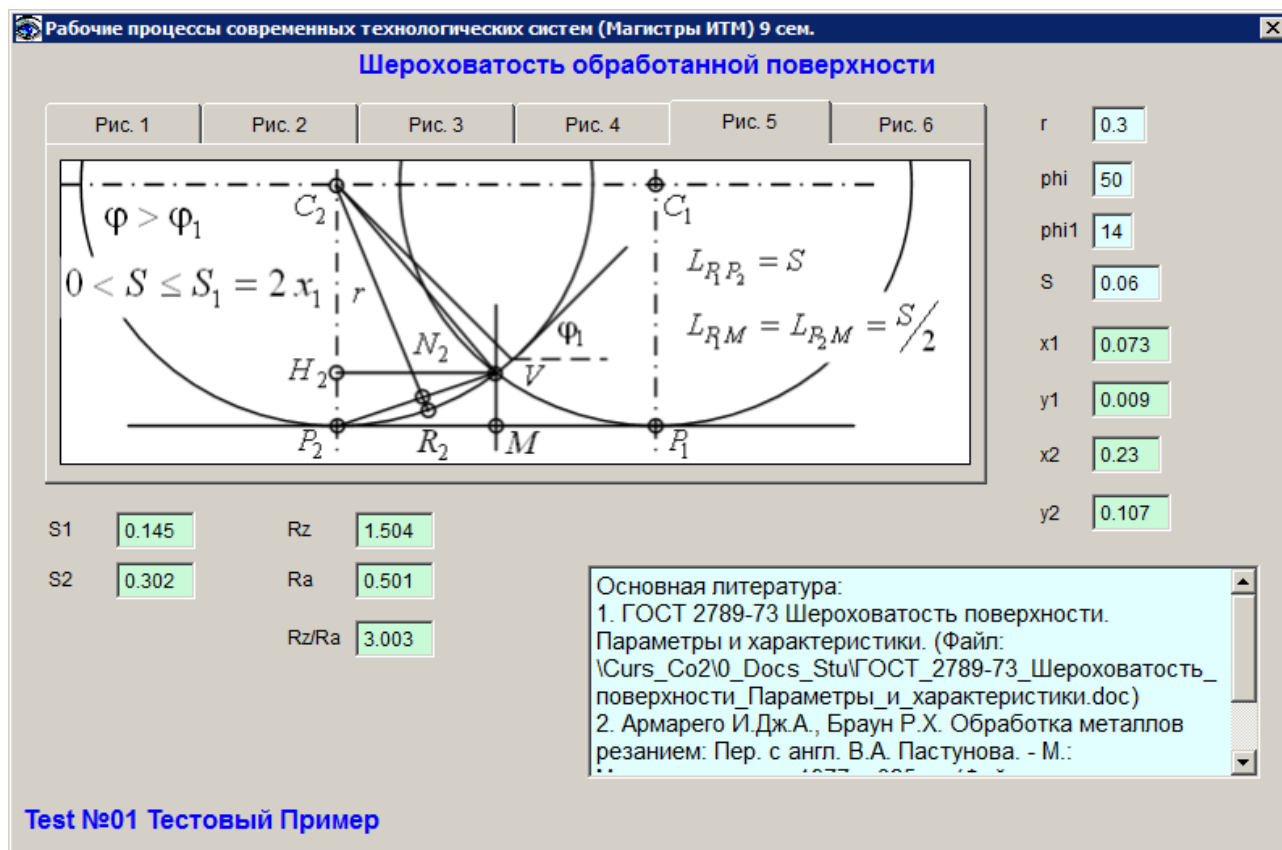 Рабочие процессы современных технологических систем (Магистры ИТМ) 9 сем.
Шероховатость обработанной поверхности
Рис. 1 Рис. 2 Рис. 3 Рис. 4 Рис. 5 Рис. 6
φ > φ₁
0 < S ≤ S₁ = 2 x₁
C₂ C₁
r
L_{P₁P₂} = S
L_{P₁M} = L_{P₂M} = S/2
N₂ φ₁
H₂ V
P₂ R₂ M P₁
r 0.3
phi 50
phi1 14
S 0.06
x1 0.073
y1 0.009
x2 0.23
y2 0.107
S1 0.145 Rz 1.504
S2 0.302 Ra 0.501
Rz/Ra 3.003
Основная литература:
1. ГОСТ 2789-73 Шероховатость поверхности.
Параметры и характеристики. (Файл:
\Curs_Co2\0_Docs_Stu\ГОСТ_2789-73_Шероховатость_
поверхности_Параметры_и_характеристики.doc)
2. Армарего И.Дж.А., Браун Р.Х. Обработка металлов
резанием: Пер. с англ. В.А. Пастунова. - М.:
Test №01 Тестовый Пример